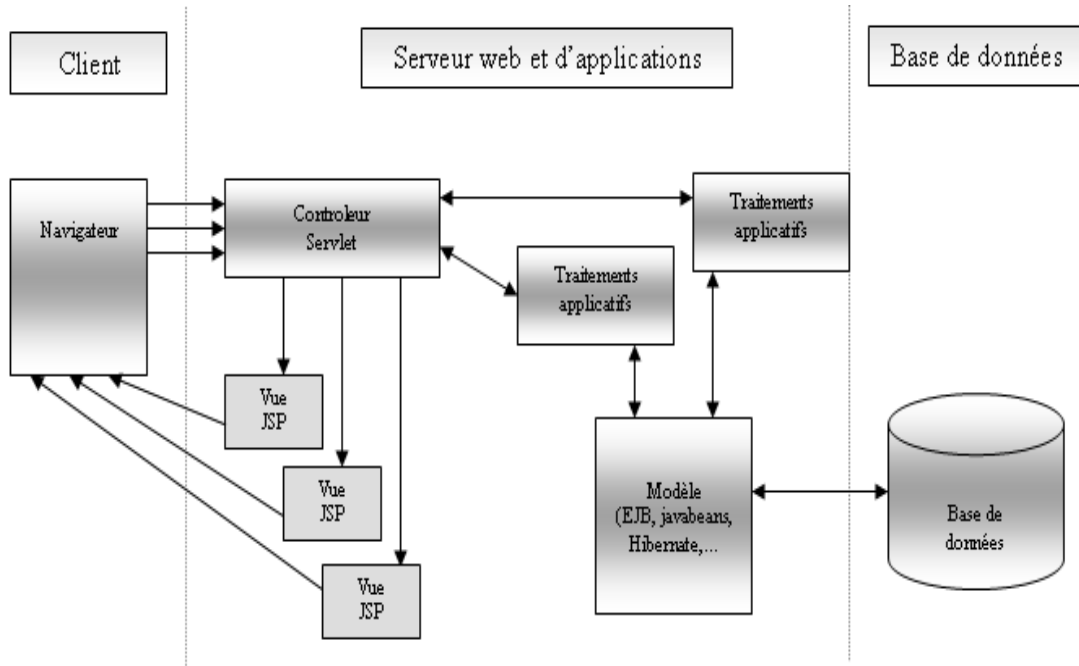 Client
Serveur web et d'applications
Base de données
Navigateur
Controleur
Servlet
Traitements
applicatifs
Traitements
applicatifs
Vue
JSP
Vue
JSP
Vue
JSP
Modèle
(EJB, javabeans,
Hibernate,...
Base de
données